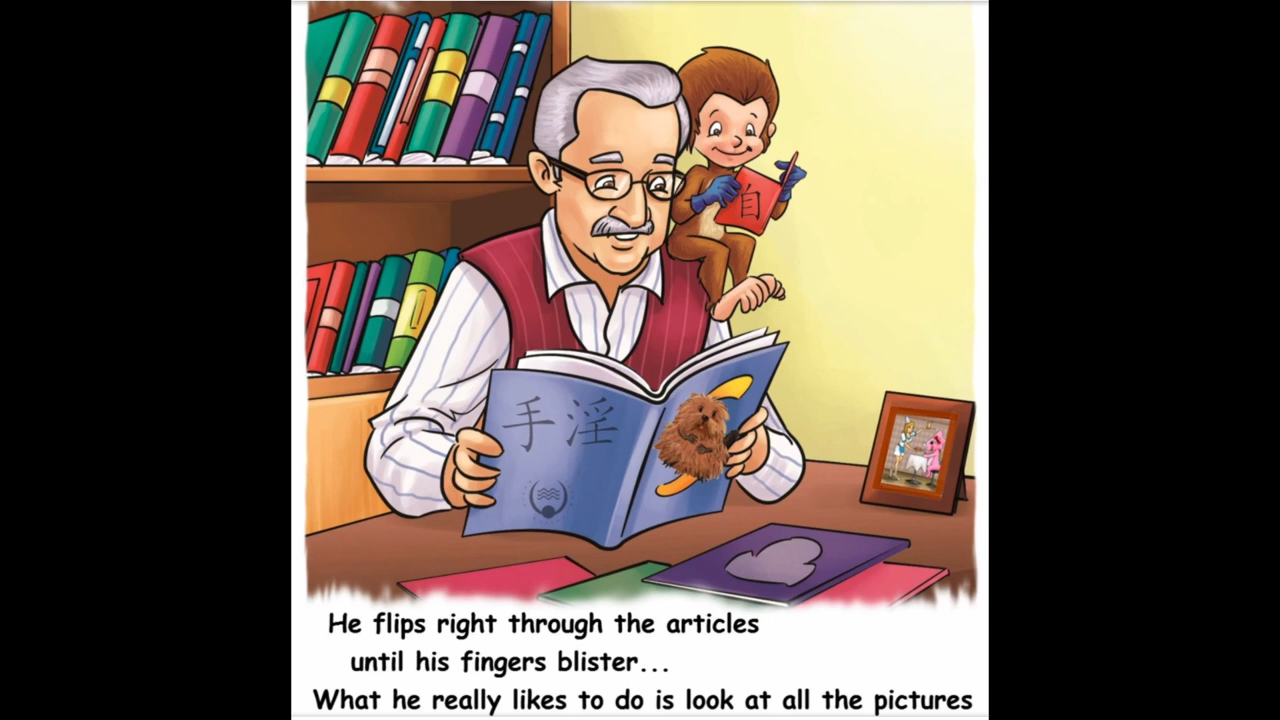 自
手淫
He flips right through the articles
until his fingers blister...
What he really likes to do is look at all the pictures